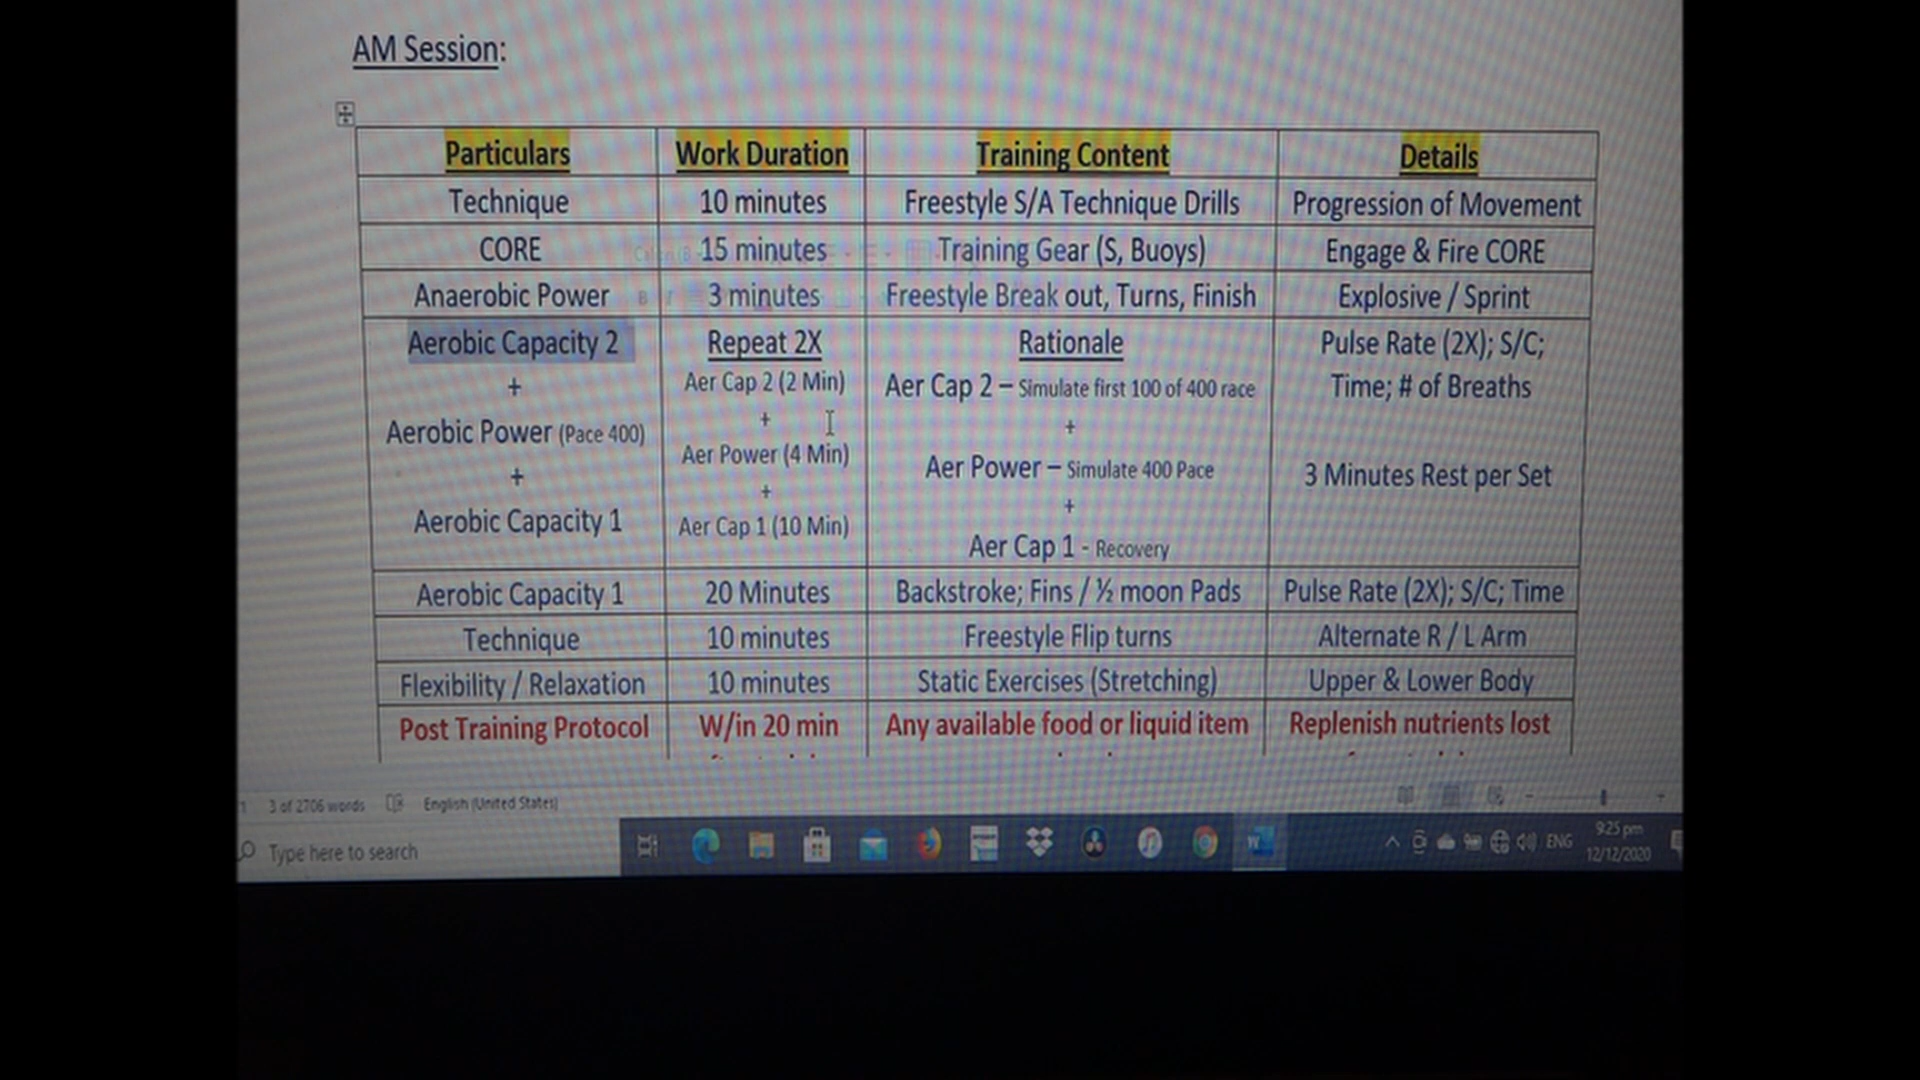 AM Session:
Particulars Work Duration Training Content Details
Technique 10 minutes Freestyle S/A Technique Drills Progression of Movement
CORE 15 minutes Training Gear (S, Buoys) Engage & Fire CORE
Anaerobic Power 3 minutes Freestyle Break out, Turns, Finish Explosive / Sprint
Aerobic Capacity 2 Repeat 2X Rationale Pulse Rate (2X); S/C;
+ Aer Cap 2 (2 Min) Aer Cap 2 – Simulate first 100 of 400 race Time; # of Breaths
+ +
Aerobic Power (Pace 400) Aer Power (4 Min) Aer Power – Simulate 400 Pace 3 Minutes Rest per Set
+ + +
Aerobic Capacity 1 Aer Cap 1 (10 Min) Aer Cap 1 - Recovery
Aerobic Capacity 1 20 Minutes Backstroke; Fins / ½ moon Pads Pulse Rate (2X); S/C; Time
Technique 10 minutes Freestyle Flip turns Alternate R / L Arm
Flexibility / Relaxation 10 minutes Static Exercises (Stretching) Upper & Lower Body
Post Training Protocol W/in 20 min Any available food or liquid item Replenish nutrients lost
3 of 2706 words English (United States)
Type here to search ENG 9:25 pm
12/12/2020